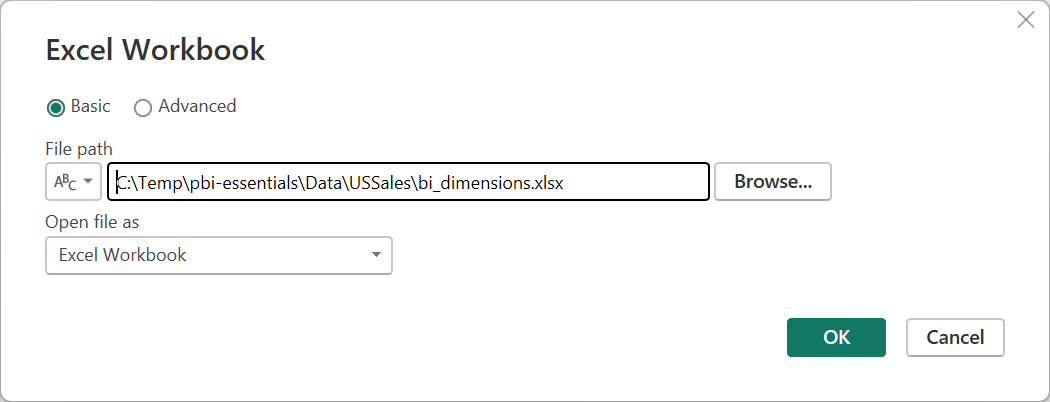 Excel Workbook
Basic Advanced
File path
ABC C:\Temp\pbi-essentials\Data\USSales\bi_dimensions.xlsx Browse...
Open file as
Excel Workbook
OK Cancel